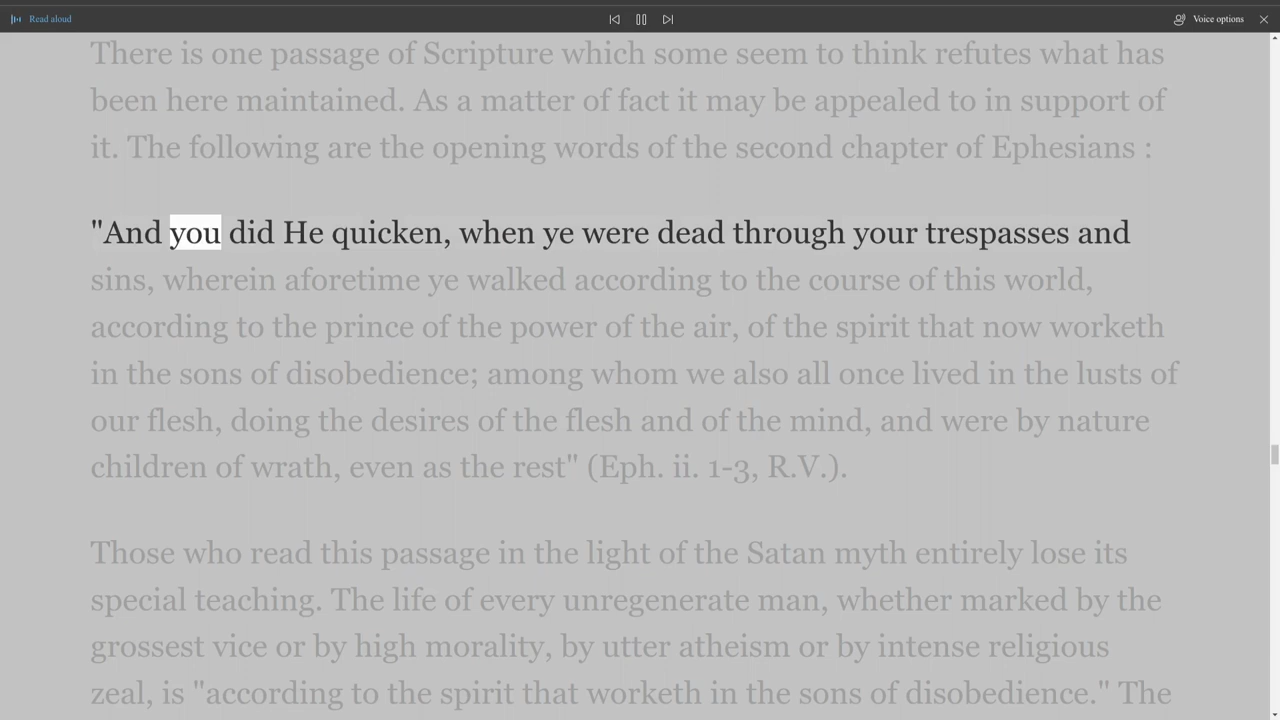 Read aloud
Voice options
There is one passage of Scripture which some seem to think refutes what has
been here maintained. As a matter of fact it may be appealed to in support of
it. The following are the opening words of the second chapter of Ephesians :
"And you did He quicken, when ye were dead through your trespasses and
sins, wherein aforetime ye walked according to the course of this world,
according to the prince of the power of the air, of the spirit that now worketh
in the sons of disobedience; among whom we also all once lived in the lusts of
our flesh, doing the desires of the flesh and of the mind, and were by nature
children of wrath, even as the rest" (Eph. ii. 1-3, R.V.).
Those who read this passage in the light of the Satan myth entirely lose its
special teaching. The life of every unregenerate man, whether marked by the
grossest vice or by high morality, by utter atheism or by intense religious
zeal, is "according to the spirit that worketh in the sons of disobedience." The